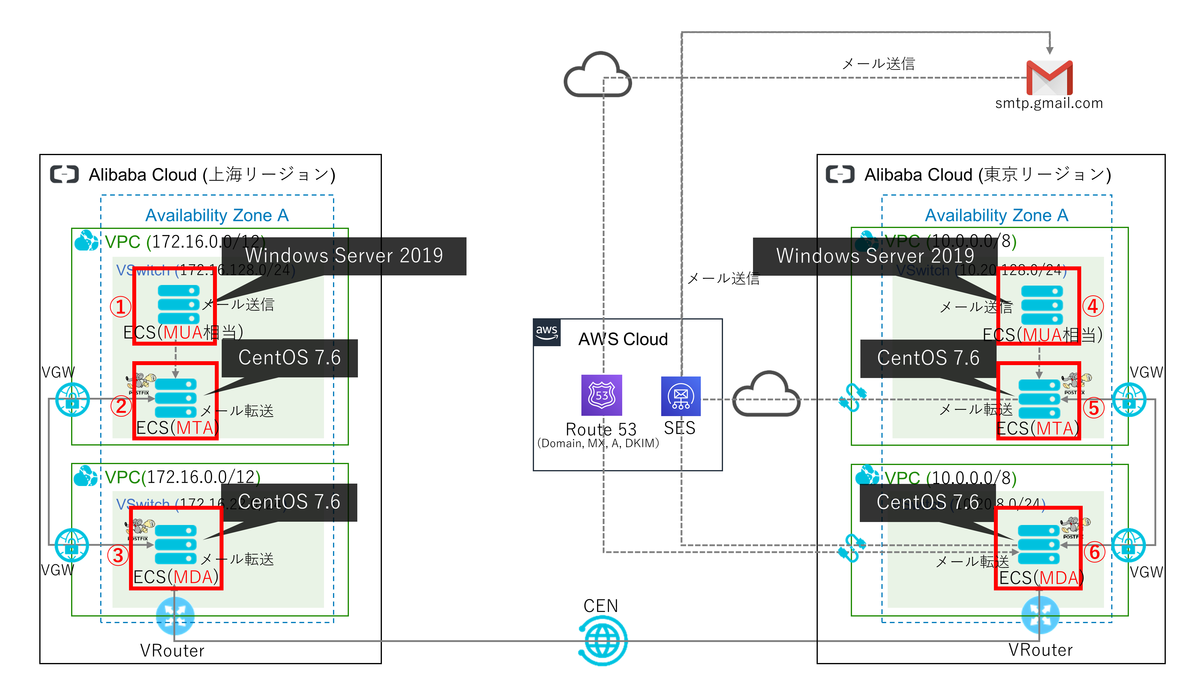 メール送信
smtp.gmail.com
Alibaba Cloud (上海リージョン)
Availability Zone A
VPC (172.16.0.0/12)
Windows Server 2019
VSwitch (172.16.128.0/24)
①
メール送信
ECS(MUA相当)
CentOS 7.6
VGW
POSTFIX
②
メール転送
ECS(MTA)
VPC(172.16.0.0/12)
CentOS 7.6
VSwitch (172.16.2
POSTFIX
③
メール転送
VGW
ECS(MDA)
VRouter
メール送信
aws
AWS Cloud
53
Route 53
(Domain, MX, A, DKIM)
SES
CEN
Alibaba Cloud (東京リージョン)
Availability Zone A
VPC (10.0.0.0/8)
Windows Server 2019
VSwitch (10.20.128.0/24)
④
メール送信
ECS(MUA相当)
CentOS 7.6
VGW
POSTFIX
⑤
メール転送
ECS(MTA)
VPC (10.0.0.0/8)
CentOS 7.6
8.0/24)
POSTFIX
⑥
メール転送
VGW
ECS(MDA)
VRouter